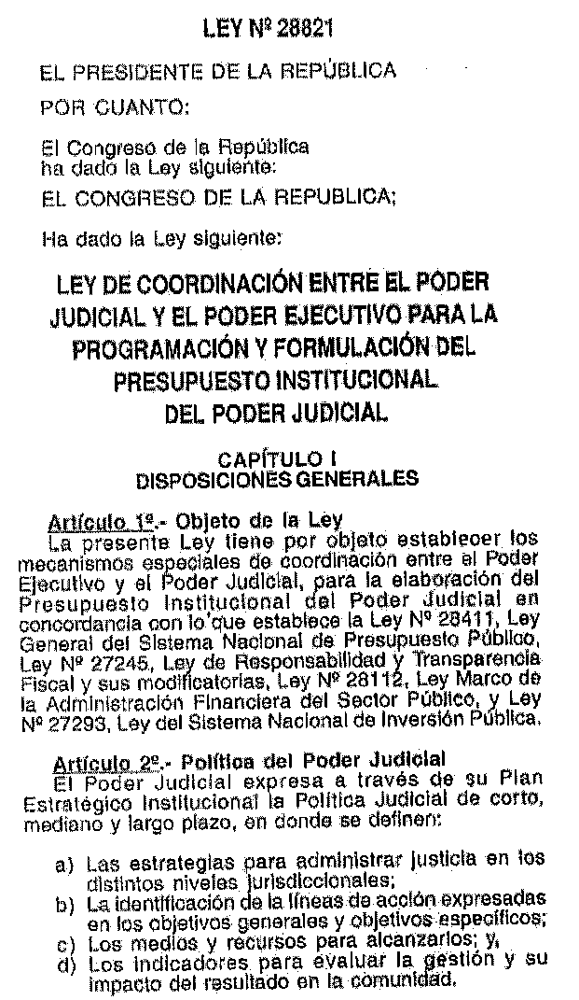 LEY Nº 28821
EL PRESIDENTE DE LA REPÚBLICA
POR CUANTO:
El Congreso de la República
ha dado la Ley siguiente:
EL CONGRESO DE LA REPUBLICA;
Ha dado la Ley siguiente:
LEY DE COORDINACIÓN ENTRE EL PODER
JUDICIAL Y EL PODER EJECUTIVO PARA LA
PROGRAMACIÓN Y FORMULACIÓN DEL
PRESUPUESTO INSTITUCIONAL
DEL PODER JUDICIAL
CAPÍTULO I
DISPOSICIONES GENERALES
Artículo 1º.- Objeto de la Ley
La presente Ley tiene por objeto establecer los
mecanismos especiales de coordinación entre el Poder
Ejecutivo y el Poder Judicial, para la elaboración del
Presupuesto Institucional del Poder Judicial en
concordancia con lo que establece la Ley Nº 28411, Ley
General del Sistema Nacional de Presupuesto Público,
Ley Nº 27245, Ley de Responsabilidad y Transparencia
Fiscal y sus modificatorias, Ley Nº 28112, Ley Marco de
la Administración Financiera del Sector Público, y Ley
Nº 27293, Ley del Sistema Nacional de Inversión Pública.
Artículo 2º.- Política del Poder Judicial
El Poder Judicial expresa a través de su Plan
Estratégico Institucional la Política Judicial de corto,
mediano y largo plazo, en donde se definen:
a) Las estrategias para administrar justicia en los
distintos niveles jurisdiccionales;
b) La identificación de la líneas de acción expresadas
en los objetivos generales y objetivos específicos;
c) Los medios y recursos para alcanzarlos; y,
d) Los indicadores para evaluar la gestión y su
impacto del resultado en la comunidad.